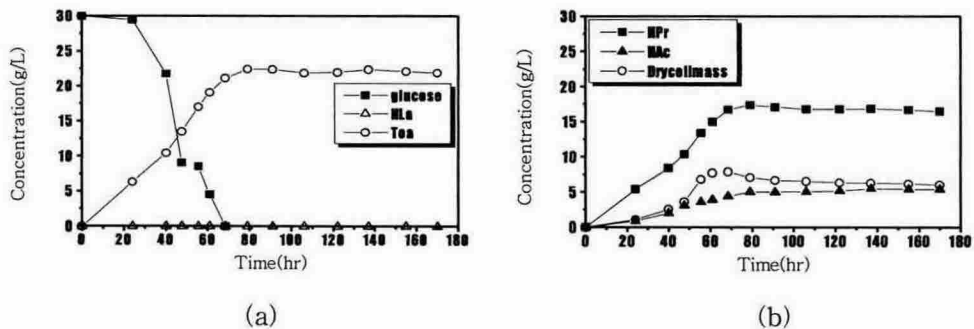 30
25
20
15
10
5
0
Concentration(g/L)
glucose
HLa
Toa
0 20 40 60 80 100 120 140 160 180
Time(hr)
(a)
30
25
20
15
10
5
0
Concentration(g/L)
HPr
HAc
Drycellmass
0 20 40 60 80 100 120 140 160 180
Time(hr)
(b)